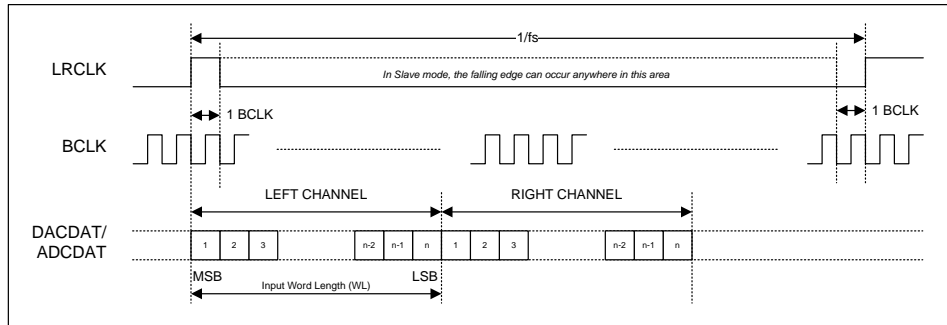 1/fs
LRCLK
In Slave mode, the falling edge can occur anywhere in this area
1 BCLK
1 BCLK
BCLK
LEFT CHANNEL
RIGHT CHANNEL
DACDAT/
ADCDAT
1 2 3 n-2 n-1 n 1 2 3 n-2 n-1 n
MSB LSB
Input Word Length (WL)